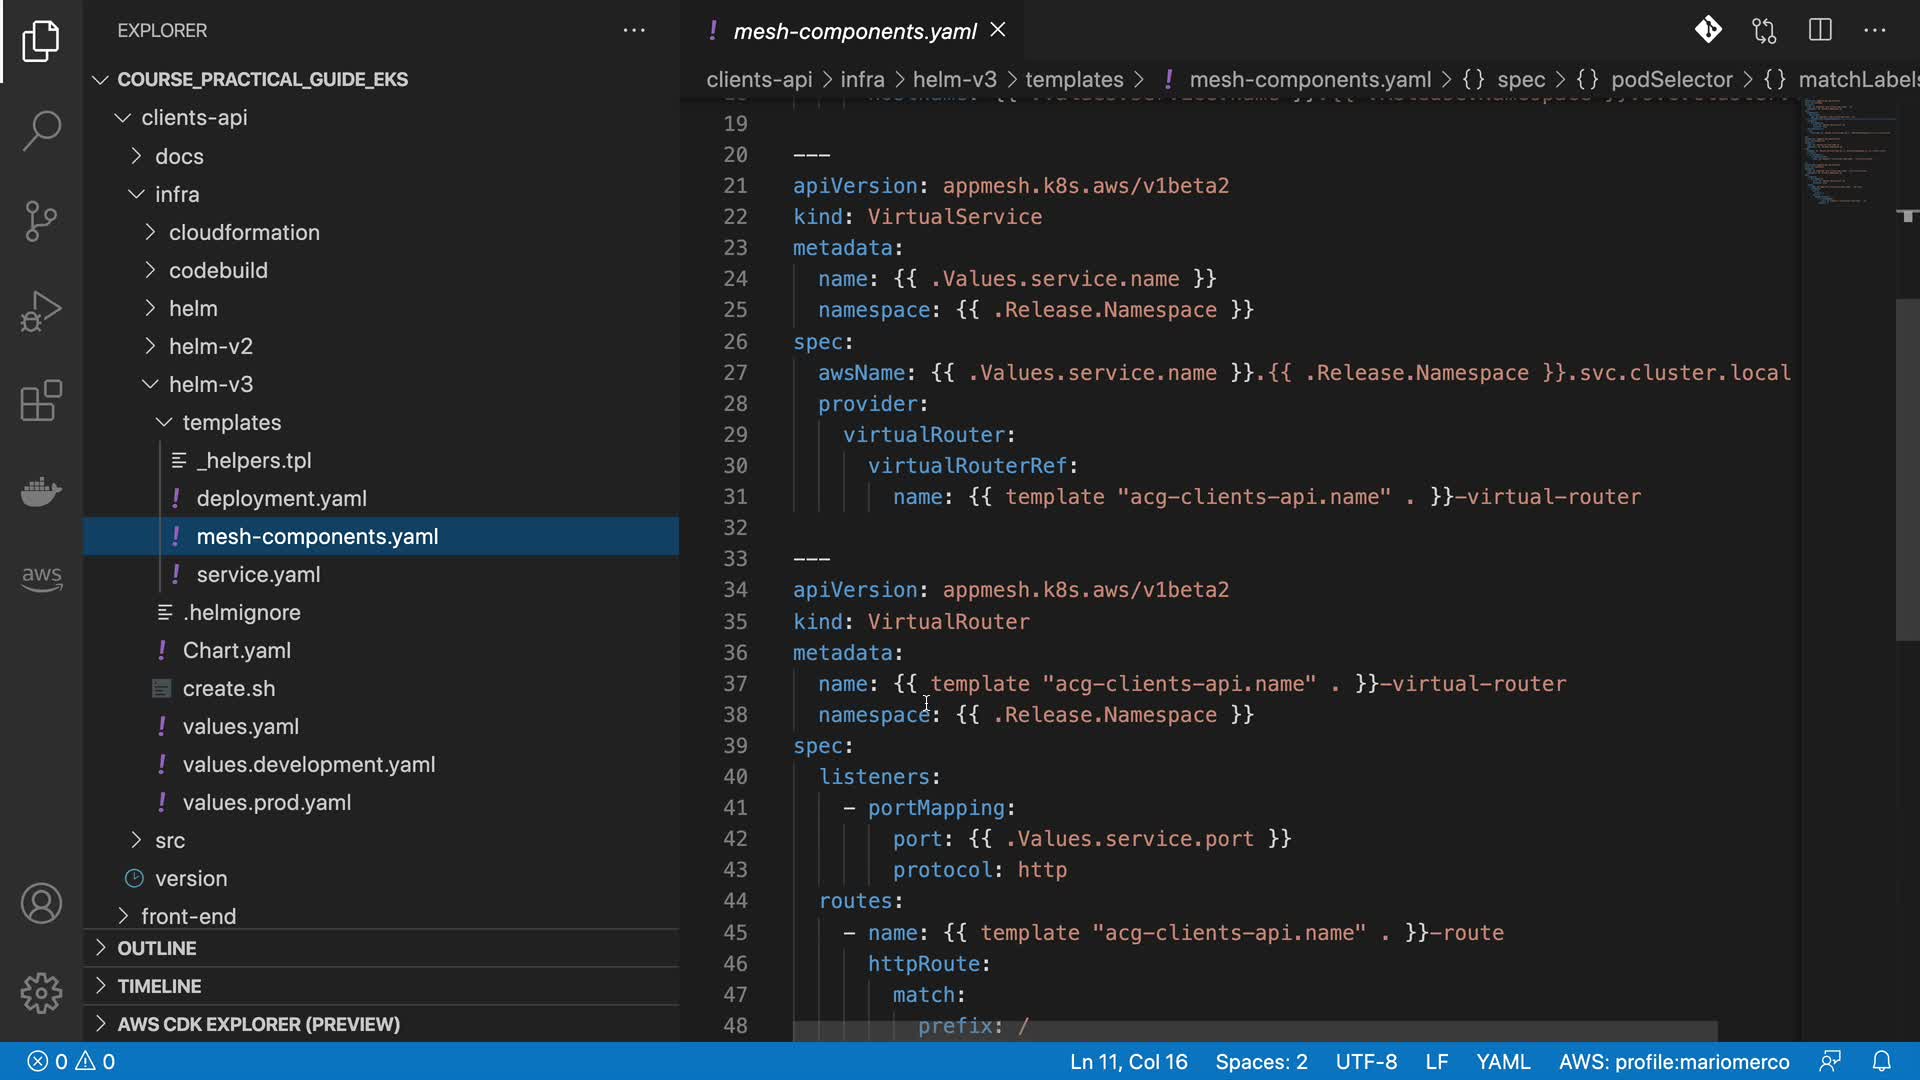 EXPLORER
COURSE_PRACTICAL_GUIDE_EKS
clients-api
docs
infra
cloudformation
codebuild
helm
helm-v2
helm-v3
templates
_helpers.tpl
deployment.yaml
mesh-components.yaml
service.yaml
.helmignore
Chart.yaml
create.sh
values.yaml
values.development.yaml
values.prod.yaml
src
version
front-end
OUTLINE
TIMELINE
AWS CDK EXPLORER (PREVIEW)
aws
! mesh-components.yaml
clients-api > infra > helm-v3 > templates > ! mesh-components.yaml > {} spec > {} podSelector > {} matchLabels
19
20 ---
21 apiVersion: appmesh.k8s.aws/v1beta2
22 kind: VirtualService
23 metadata:
24 name: {{ .Values.service.name }}
25 namespace: {{ .Release.Namespace }}
26 spec:
27 awsName: {{ .Values.service.name }}.{{ .Release.Namespace }}.svc.cluster.local
28 provider:
29 virtualRouter:
30 virtualRouterRef:
31 name: {{ template "acg-clients-api.name" . }}-virtual-router
32
33 ---
34 apiVersion: appmesh.k8s.aws/v1beta2
35 kind: VirtualRouter
36 metadata:
37 name: {{ template "acg-clients-api.name" . }}-virtual-router
38 namespace: {{ .Release.Namespace }}
39 spec:
40 listeners:
41 - portMapping:
42 port: {{ .Values.service.port }}
43 protocol: http
44 routes:
45 - name: {{ template "acg-clients-api.name" . }}-route
46 httpRoute:
47 match:
48 prefix: /
0 0
Ln 11, Col 16 Spaces: 2 UTF-8 LF YAML AWS: profile:mariomerco